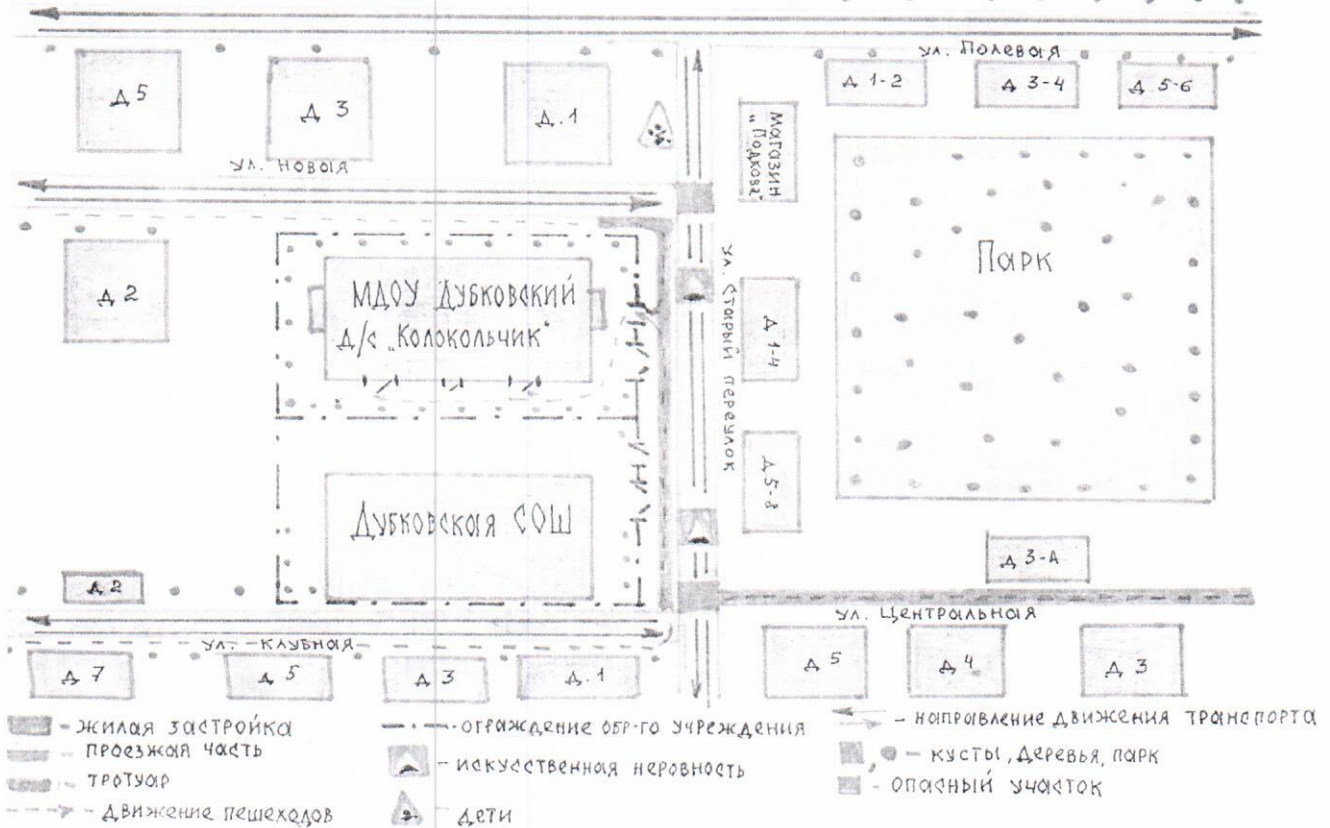 ул. Полевая
Д 5
Д 3
Д.1
Д 1-2
Д 3-4
Д 5-6
Магазин
"Подкова"
ул. Новая
Д 2
МДОУ Дубковский
д/с "Колокольчик"
ул. Старый переулок
Д 1-4
Парк
Д 5-8
Дубковская СОШ
Д 2
Д 3-А
ул. Центральная
ул. Клубная
Д 7
Д 5
Д 3
Д.1
Д 5
Д 4
Д 3
- жилая застройка
- проезжая часть
- тротуар
- движение пешеходов
- ограждение обр-го учреждения
- искусственная неровность
дети
- направление движения транспорта
- кусты, деревья, парк
- опасный участок